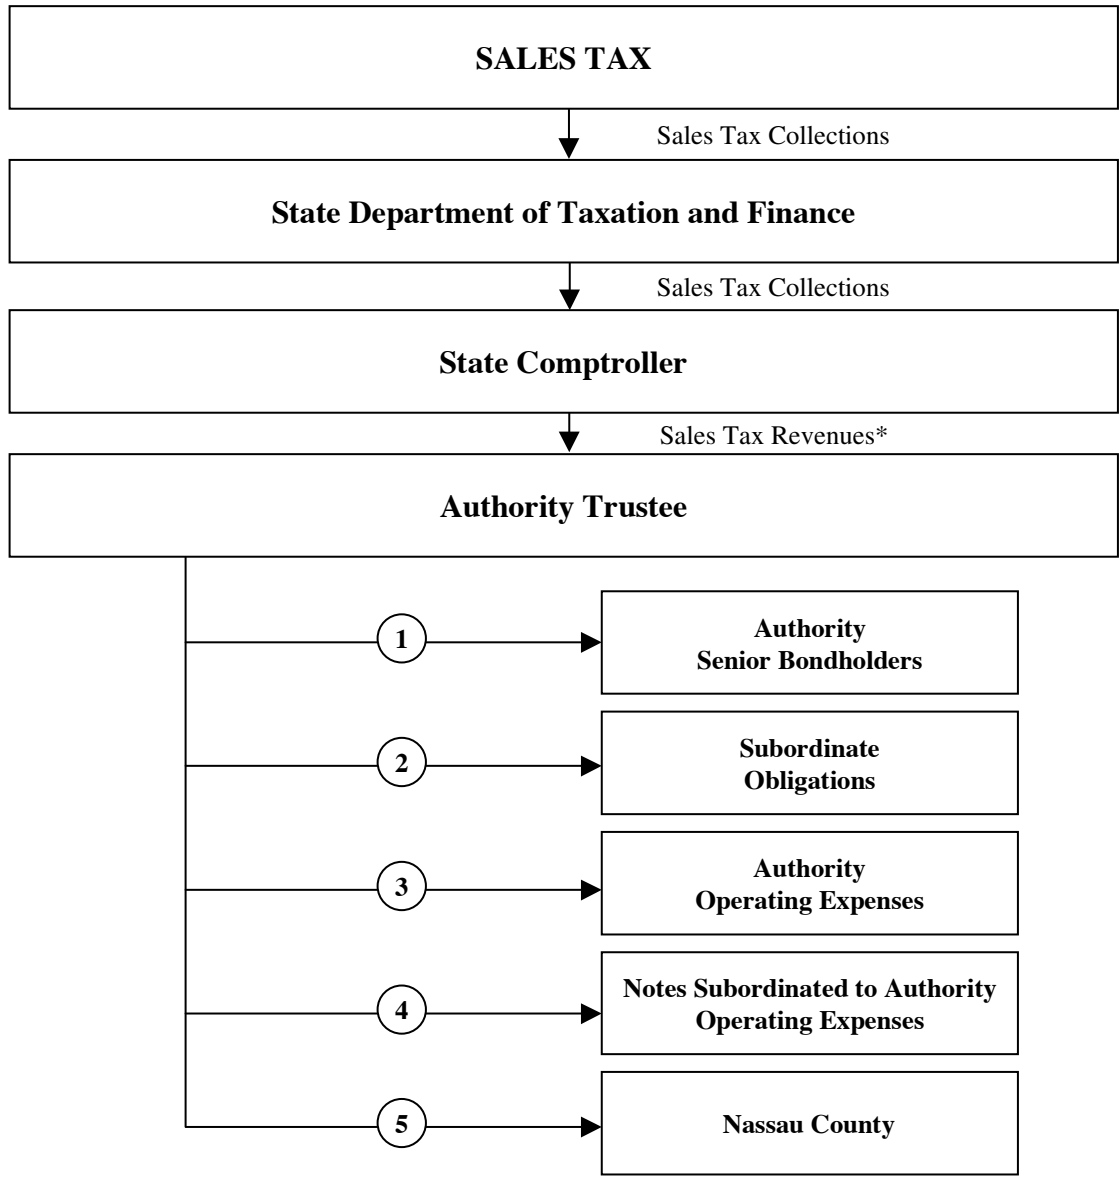 SALES TAX
Sales Tax Collections
State Department of Taxation and Finance
Sales Tax Collections
State Comptroller
Sales Tax Revenues*
Authority Trustee
1
Authority
Senior Bondholders
2
Subordinate
Obligations
3
Authority
Operating Expenses
4
Notes Subordinated to Authority
Operating Expenses
5
Nassau County